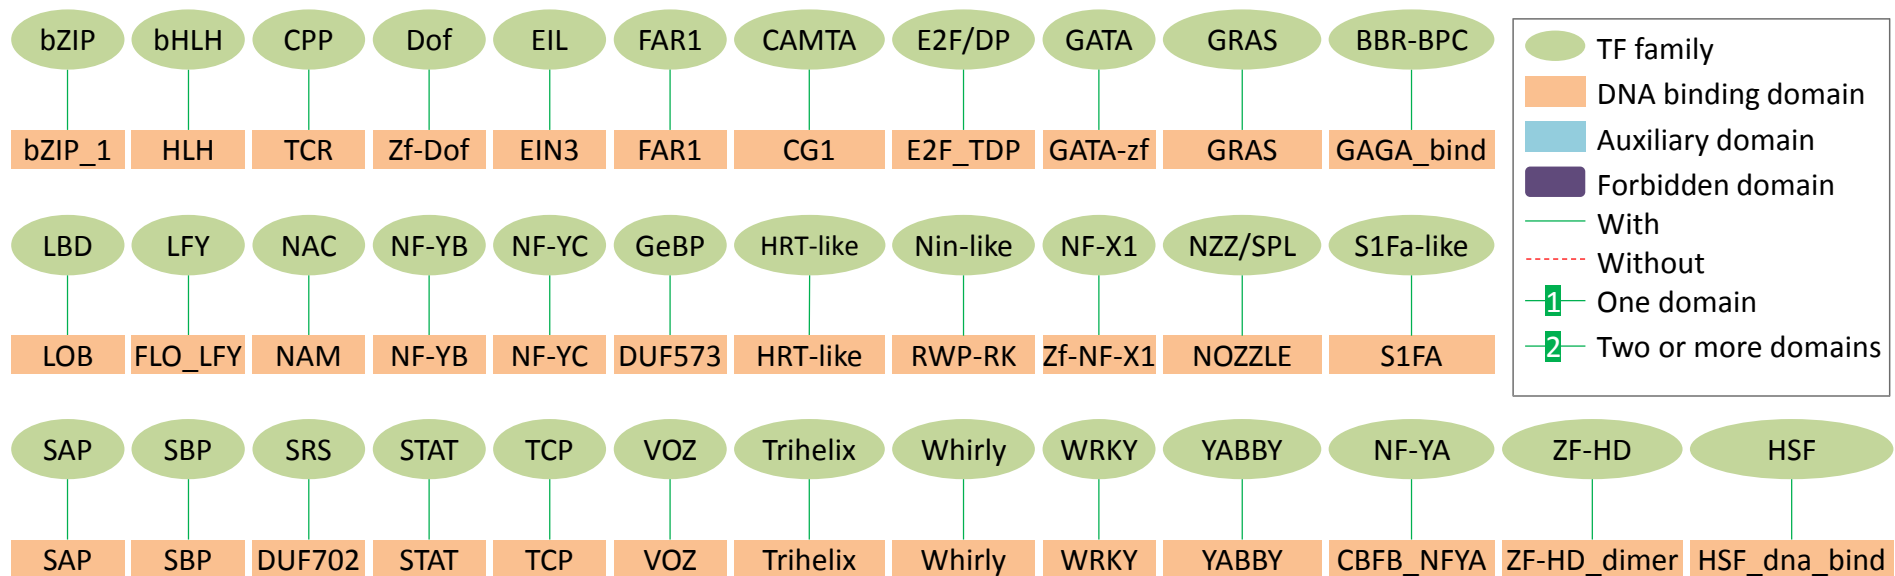 bZIP bHLH CPP Dof EIL FAR1 CAMTA E2F/DP GATA GRAS BBR-BPC
bZIP_1 HLH TCR Zf-Dof EIN3 FAR1 CG1 E2F_TDP GATA-zf GRAS GAGA_bind
LBD LFY NAC NF-YB NF-YC GeBP HRT-like Nin-like NF-X1 NZZ/SPL S1Fa-like
LOB FLO_LFY NAM NF-YB NF-YC DUF573 HRT-like RWP-RK Zf-NF-X1 NOZZLE S1FA
TF family
DNA binding domain
Auxiliary domain
Forbidden domain
With
Without
1 One domain
2 Two or more domains
SAP SBP SRS STAT TCP VOZ Trihelix Whirly WRKY YABBY NF-YA ZF-HD HSF
SAP SBP DUF702 STAT TCP VOZ Trihelix Whirly WRKY YABBY CBFB_NFYA ZF-HD_dimer HSF_dna_bind